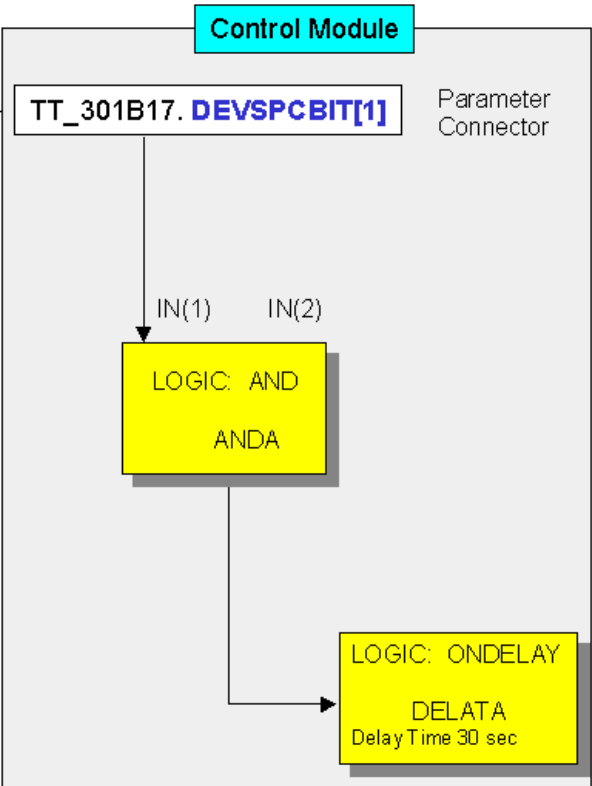 Control Module
TT_301B17. DEVSPCBIT[1]
Parameter
Connector
IN(1) IN(2)
LOGIC: AND
ANDA
LOGIC: ONDELAY
DELATA
Delay Time 30 sec